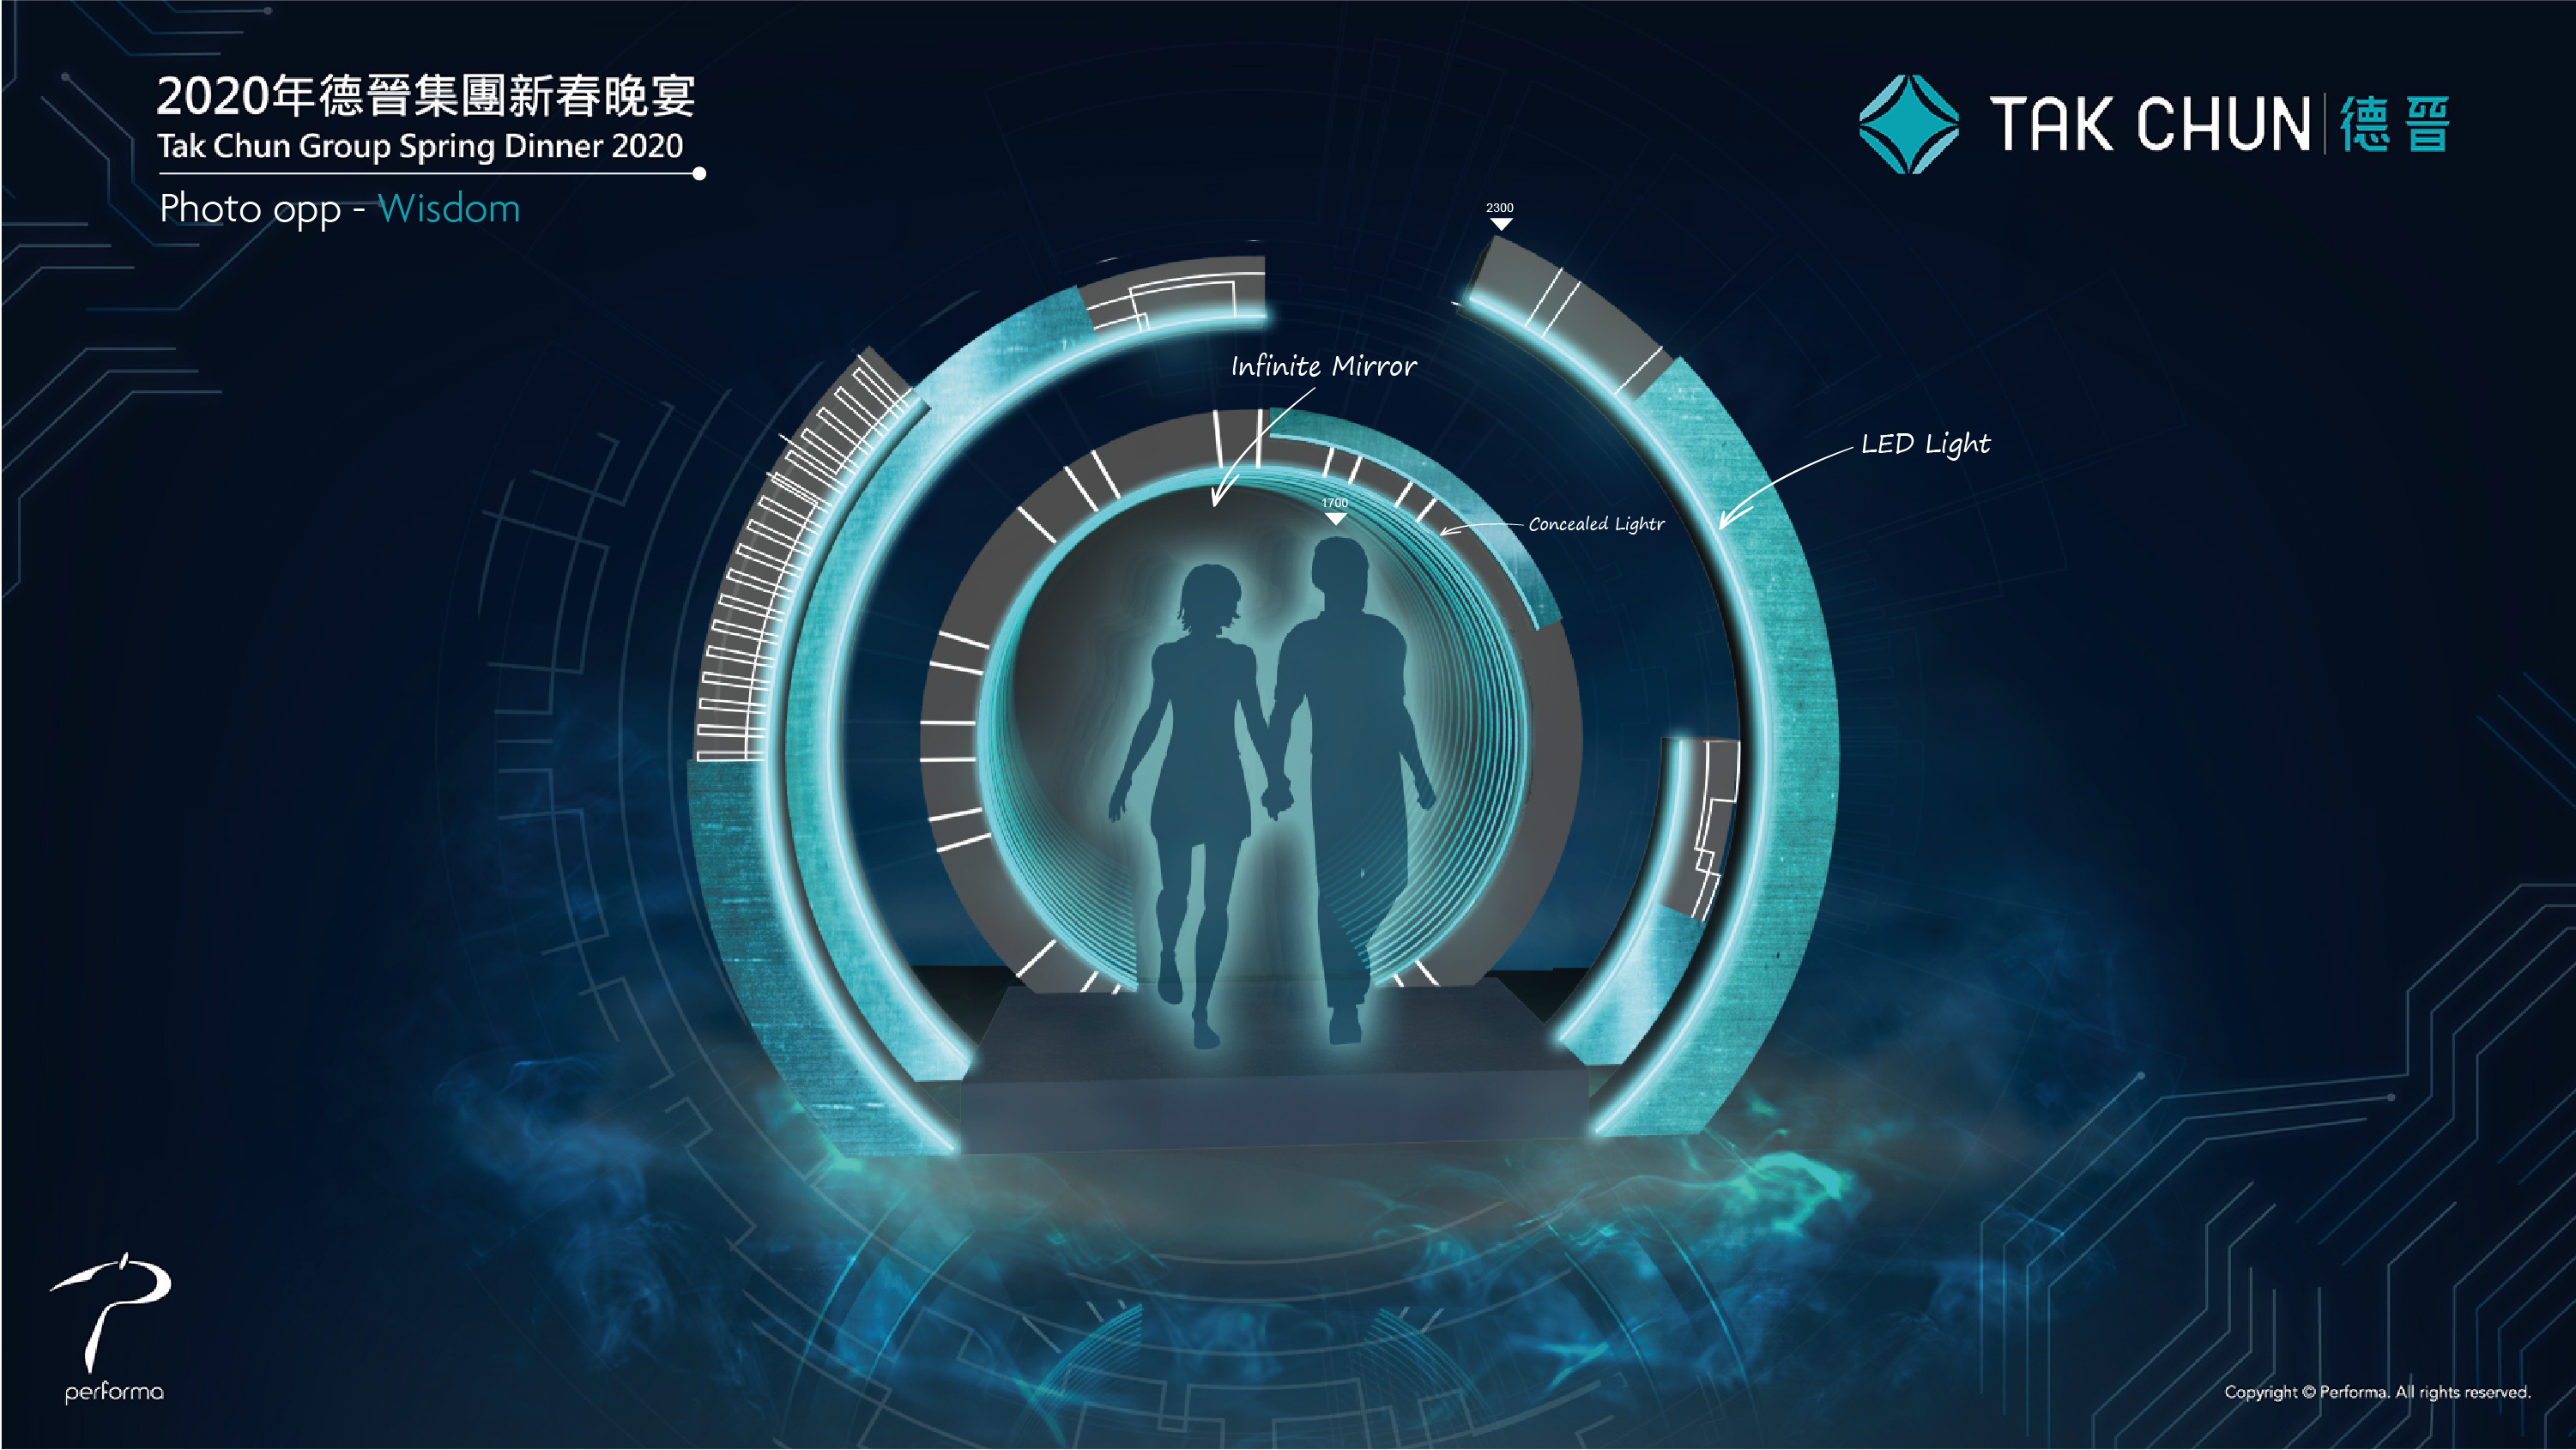 2020年德晉集團新春晚宴
Tak Chun Group Spring Dinner 2020
Photo opp - Wisdom
TAK CHUN 德晉
2300
Infinite Mirror
LED Light
1700
Concealed Lightr
performa
Copyright © Performa. All rights reserved.